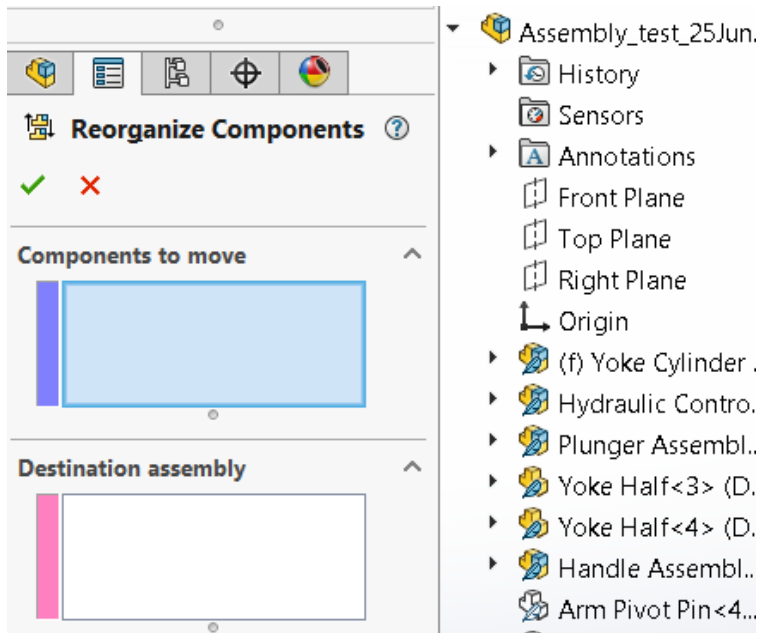 Reorganize Components
Components to move
Destination assembly
Assembly_test_25Jun.
History
Sensors
A Annotations
Front Plane
Top Plane
Right Plane
Origin
(f) Yoke Cylinder .
Hydraulic Contro.
Plunger Assembl..
Yoke Half<3> (D.
Yoke Half<4> (D.
Handle Assembl..
Arm Pivot Pin<4...